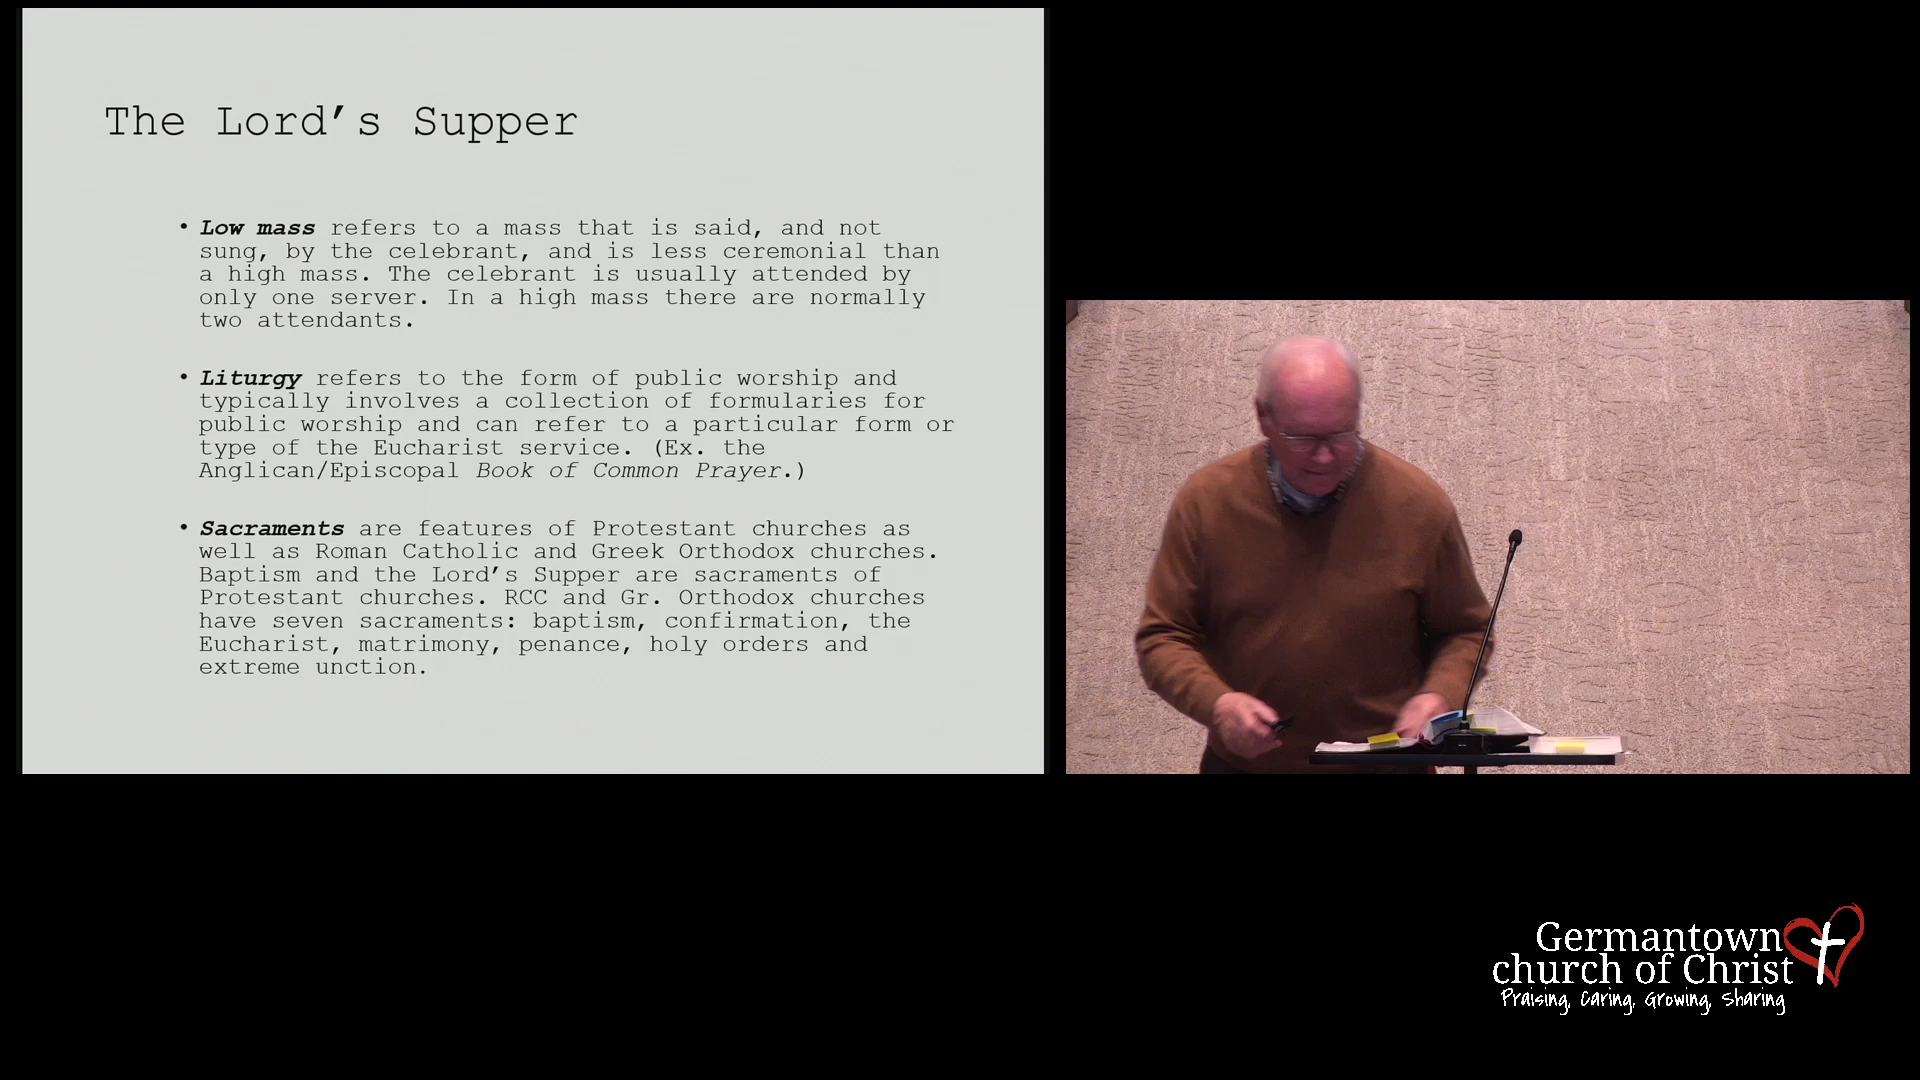 The Lord's Supper
• Low mass refers to a mass that is said, and not
sung, by the celebrant, and is less ceremonial than
a high mass. The celebrant is usually attended by
only one server. In a high mass there are normally
two attendants.
• Liturgy refers to the form of public worship and
typically involves a collection of formularies for
public worship and can refer to a particular form or
type of the Eucharist service. (Ex. the
Anglican/Episcopal Book of Common Prayer.)
• Sacraments are features of Protestant churches as
well as Roman Catholic and Greek Orthodox churches.
Baptism and the Lord's Supper are sacraments of
Protestant churches. RCC and Gr. Orthodox churches
have seven sacraments: baptism, confirmation, the
Eucharist, matrimony, penance, holy orders and
extreme unction.
Germantown
church of Christ
Praising, Caring, Growing, Sharing